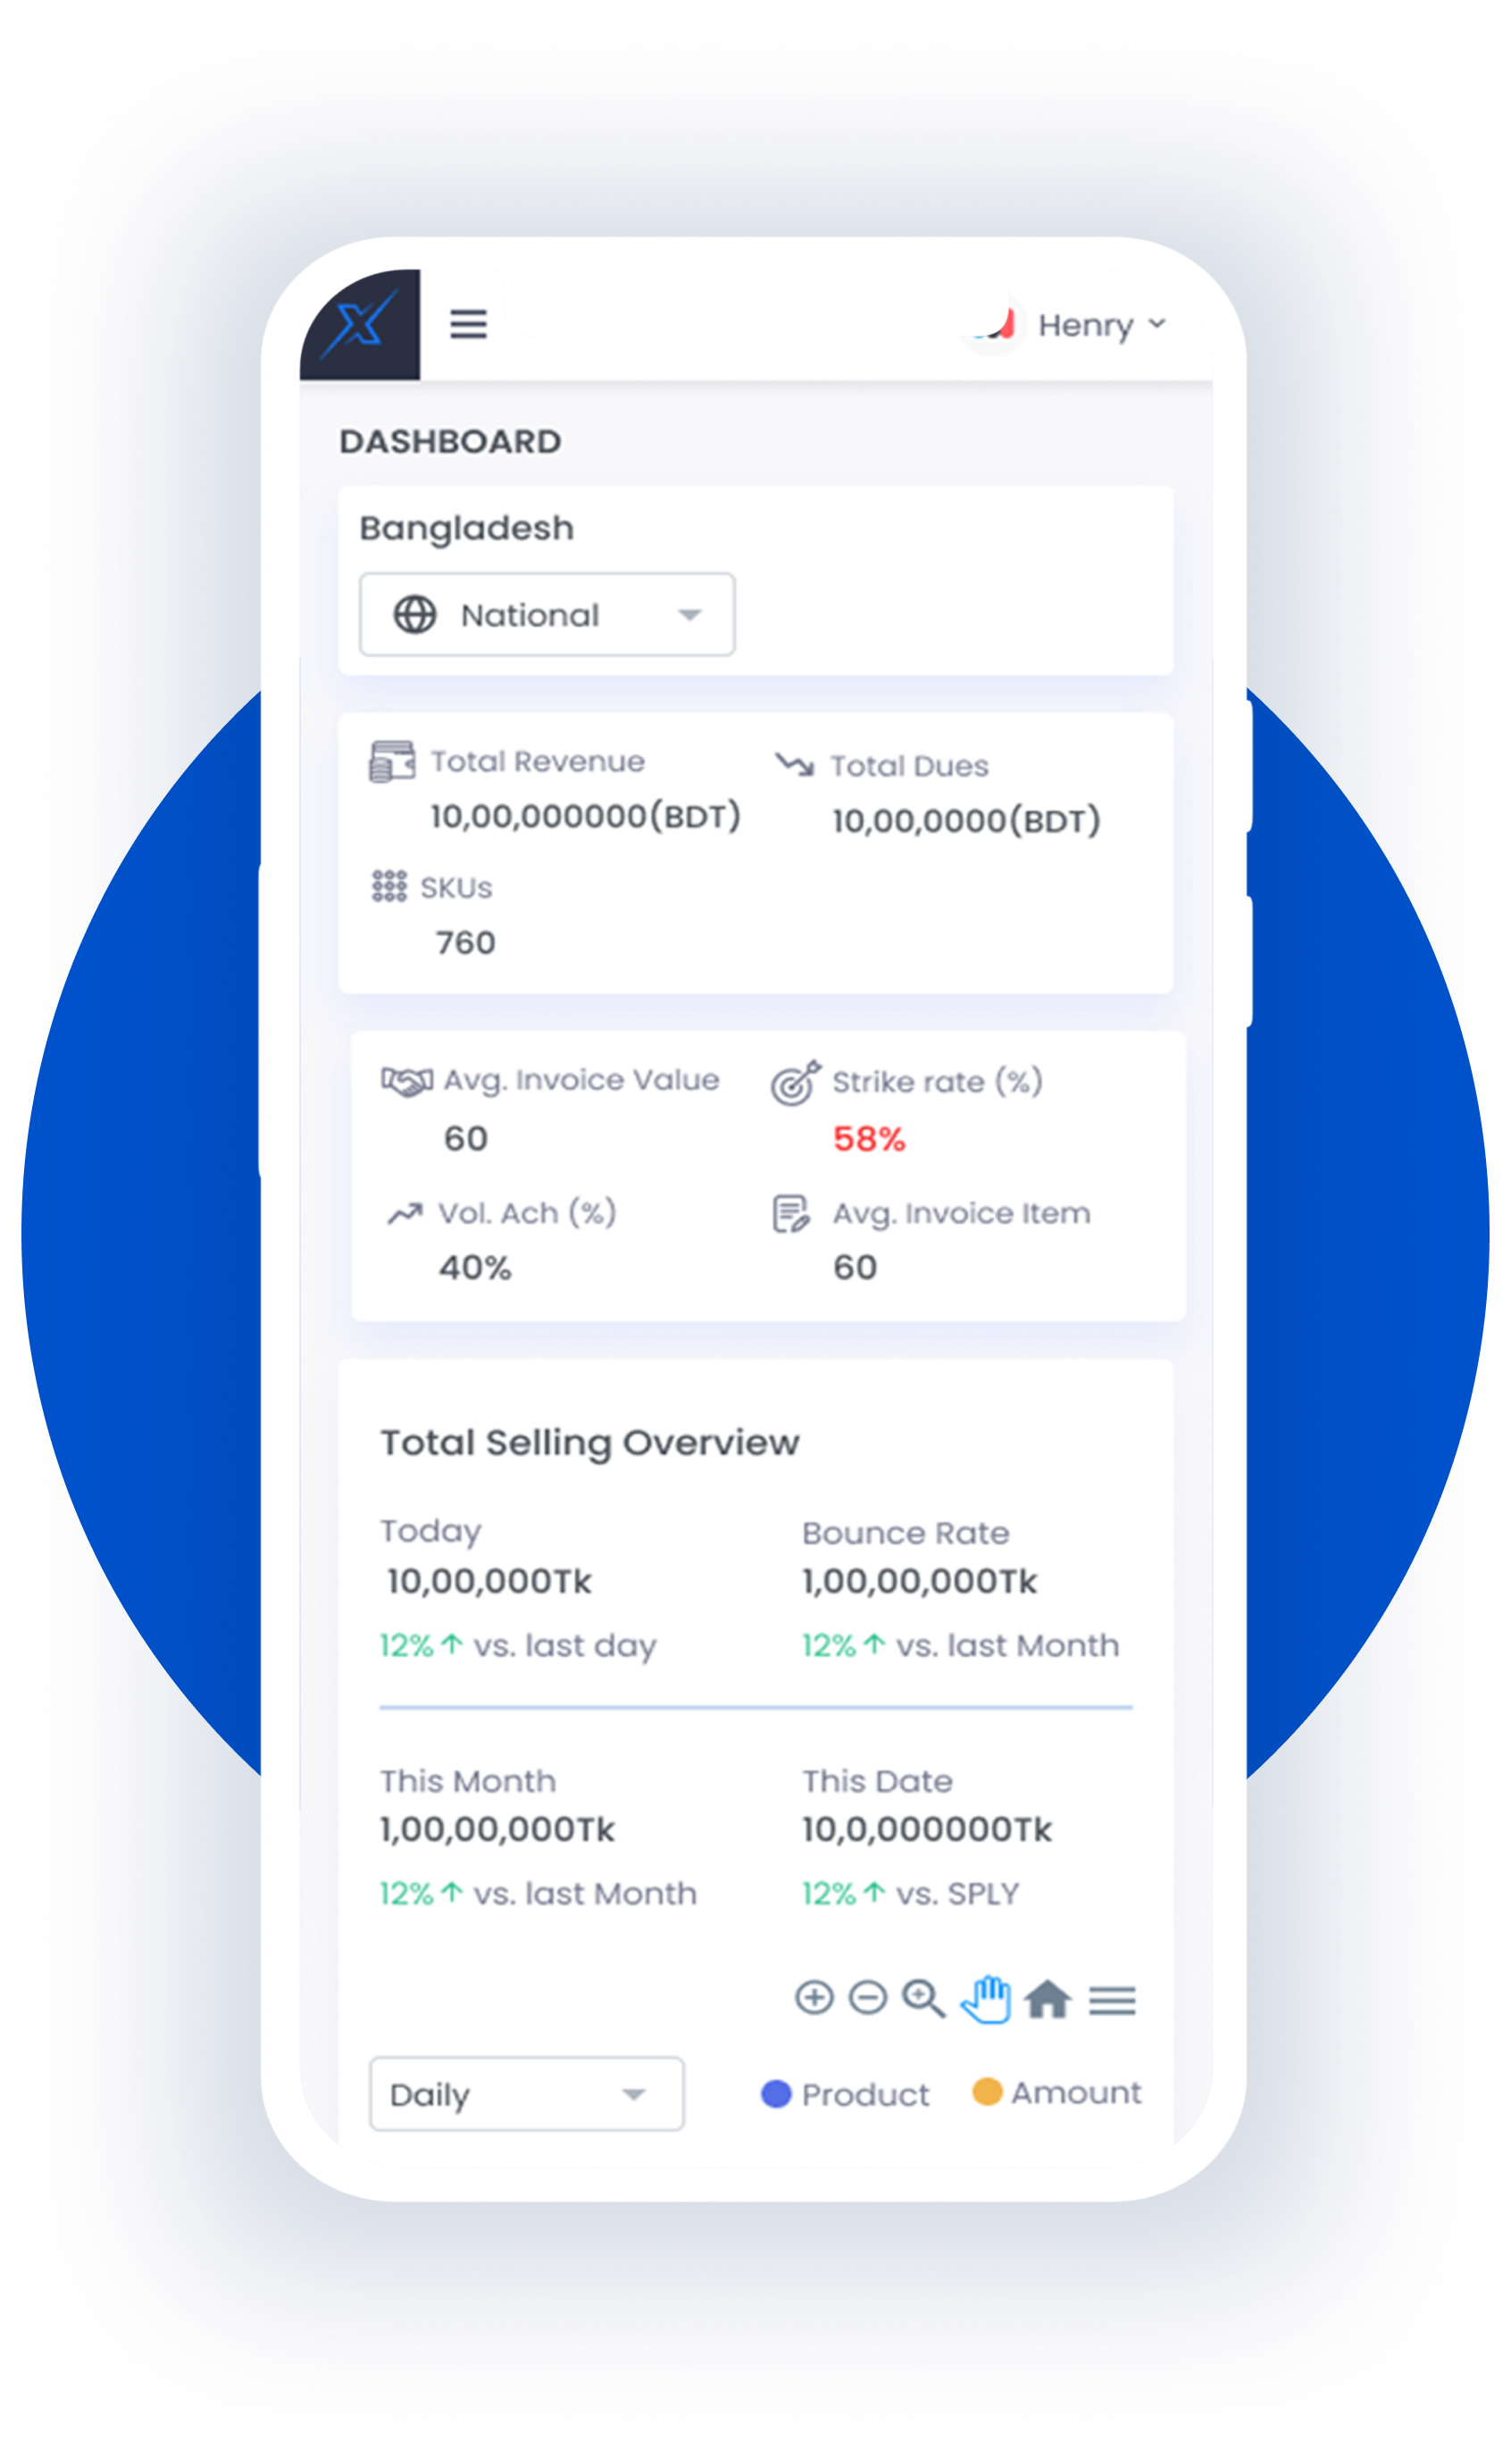 Henry
DASHBOARD
Bangladesh
National
Total Revenue
10,00,000000(BDT)
Total Dues
10,00,0000(BDT)
SKUs
760
Avg. Invoice Value
60
Strike rate (%)
58%
Vol. Ach (%)
40%
Avg. Invoice Item
60
Total Selling Overview
Today
10,00,000Tk
12% ↑ vs. last day
Bounce Rate
1,00,00,000Tk
12% ↑ vs. last Month
This Month
1,00,00,000Tk
12% ↑ vs. last Month
This Date
10,0,000000Tk
12% ↑ vs. SPLY
Daily
Product
Amount